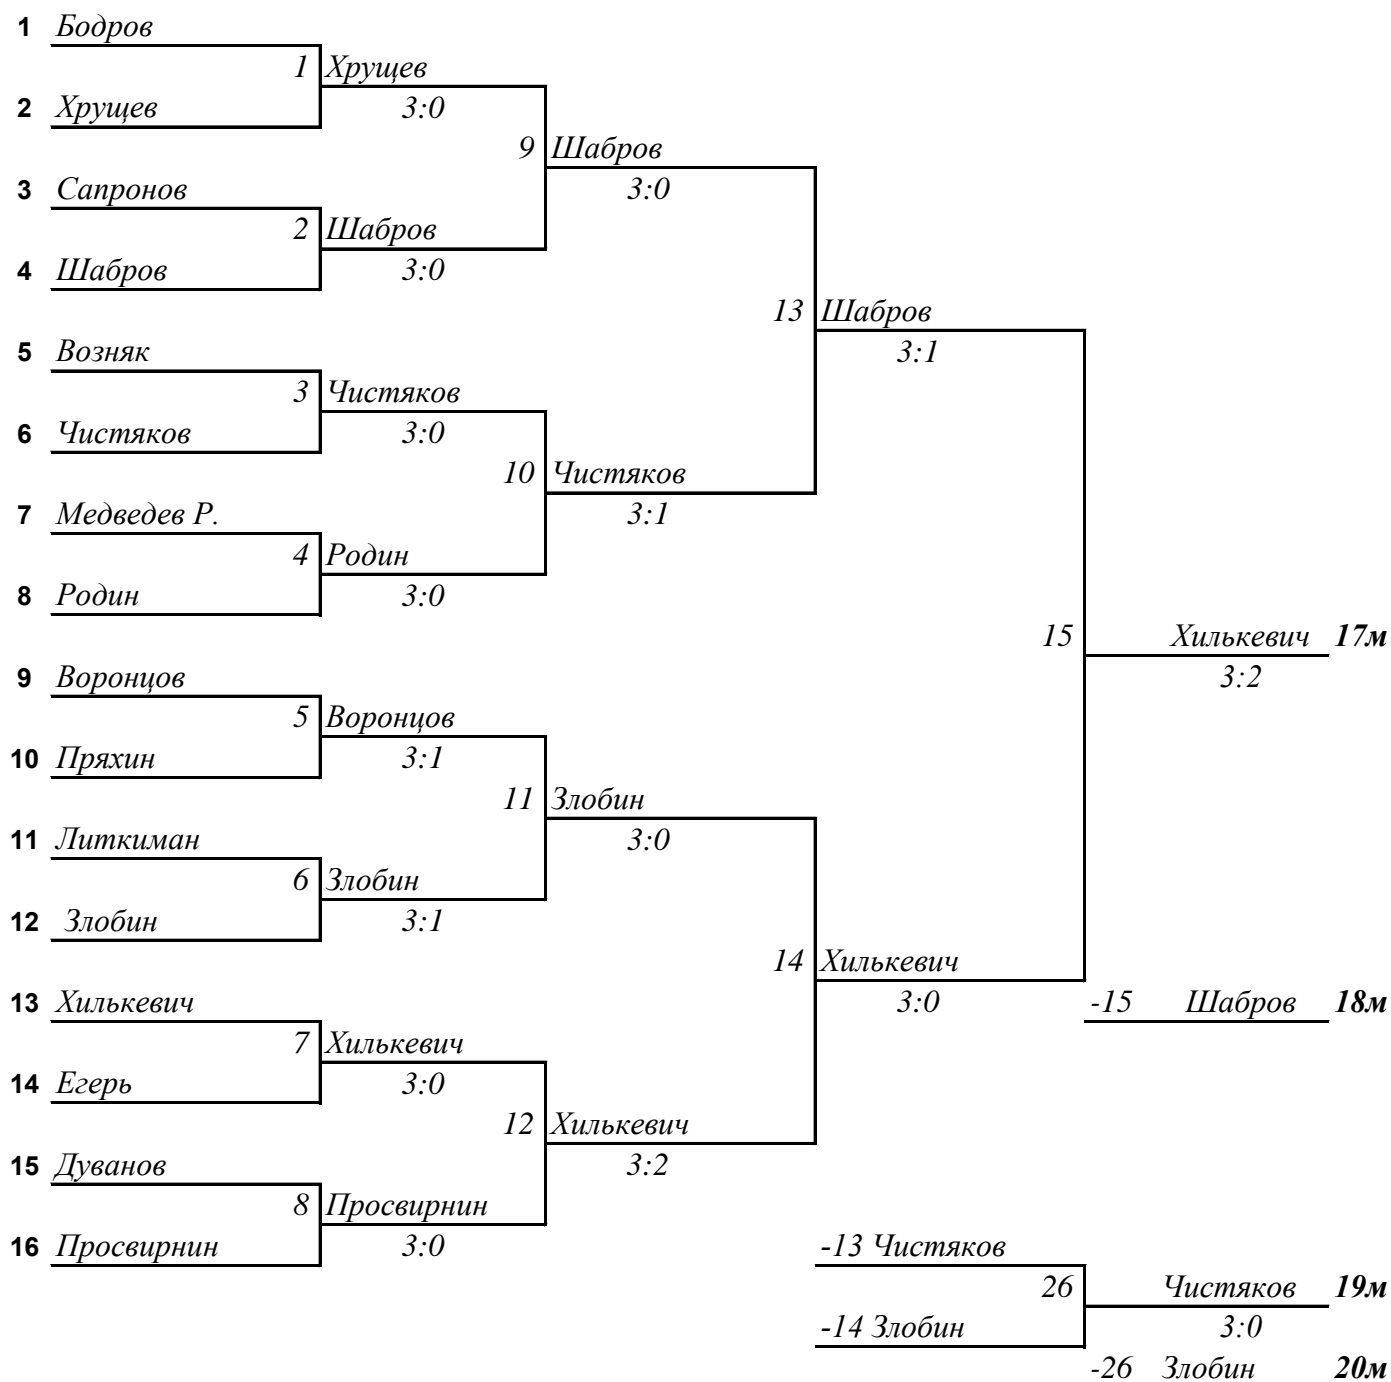 1 Бодров
1 Хрущев
2 Хрущев 3:0
9 Шабров
3 Сапронов 3:0
2 Шабров
4 Шабров 3:0
13 Шабров
5 Возняк 3:1
3 Чистяков
6 Чистяков 3:0
10 Чистяков
7 Медведев Р. 3:1
4 Родин
8 Родин 3:0
15 Хилькевич 17м
9 Воронцов 3:2
5 Воронцов
10 Пряхин 3:1
11 Злобин
11 Литкиман 3:0
6 Злобин
12 Злобин 3:1
14 Хилькевич
13 Хилькевич 3:0 -15 Шабров 18м
7 Хилькевич
14 Егерь 3:0
12 Хилькевич
15 Дуванов 3:2
8 Просвирнин
16 Просвирнин 3:0 -13 Чистяков
26 Чистяков 19м
-14 Злобин 3:0
-26 Злобин 20м